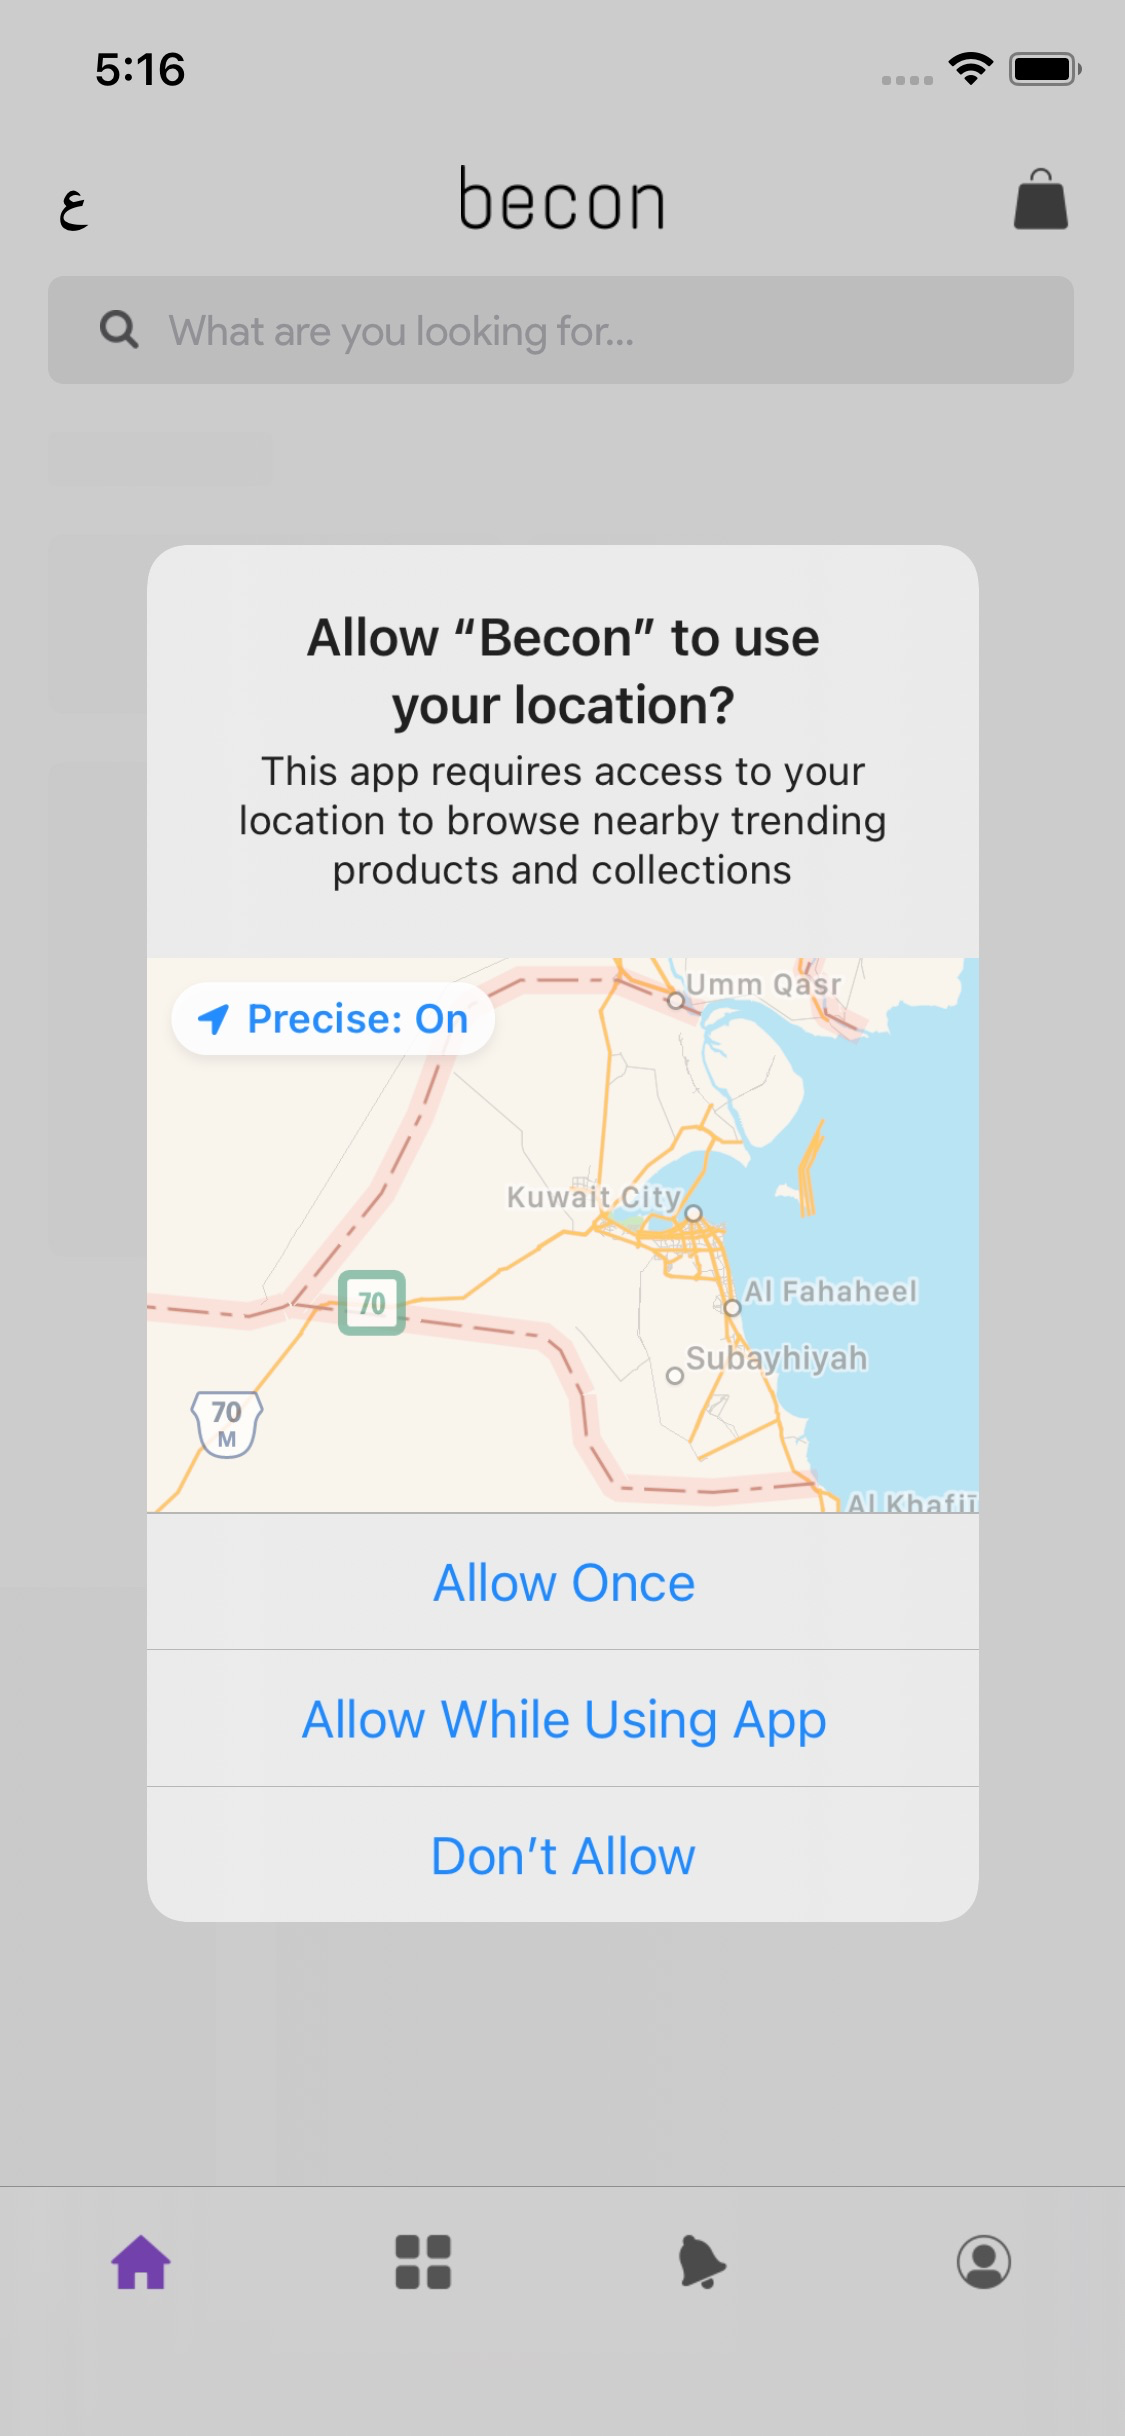 5:16
ع
becon
What are you looking for...
Allow “Becon” to use
your location?
This app requires access to your
location to browse nearby trending
products and collections
Precise: On
Umm Qasr
Kuwait City
Al Fahaheel
70
Subayhiyah
70
M
Al Khafjī
Allow Once
Allow While Using App
Don’t Allow